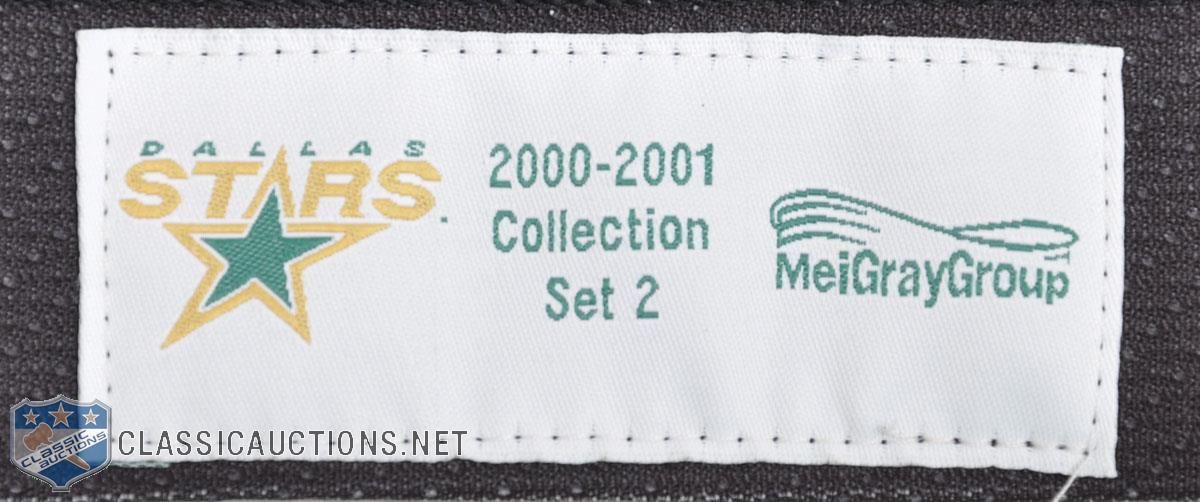 DALLAS
STARS
2000-2001
Collection
Set 2
MeiGrayGroup
CLASSIC
AUCTIONS
CLASSICAUCTIONS.NET